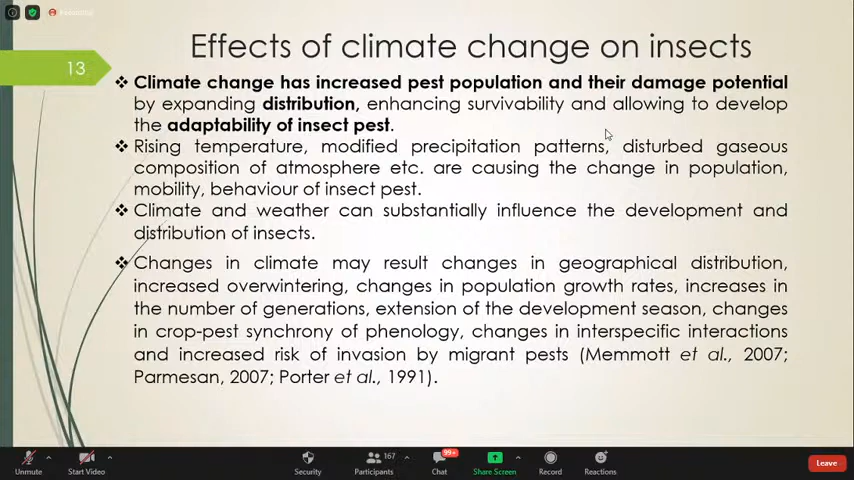 Recording
Effects of climate change on insects
13
❖ Climate change has increased pest population and their damage potential
by expanding distribution, enhancing survivability and allowing to develop
the adaptability of insect pest.
❖ Rising temperature, modified precipitation patterns, disturbed gaseous
composition of atmosphere etc. are causing the change in population,
mobility, behaviour of insect pest.
❖ Climate and weather can substantially influence the development and
distribution of insects.
❖ Changes in climate may result changes in geographical distribution,
increased overwintering, changes in population growth rates, increases in
the number of generations, extension of the development season, changes
in crop-pest synchrony of phenology, changes in interspecific interactions
and increased risk of invasion by migrant pests (Memmott et al., 2007;
Parmesan, 2007; Porter et al., 1991).
167
99+
Unmute Start Video Security Participants Chat Share Screen Record Reactions Leave